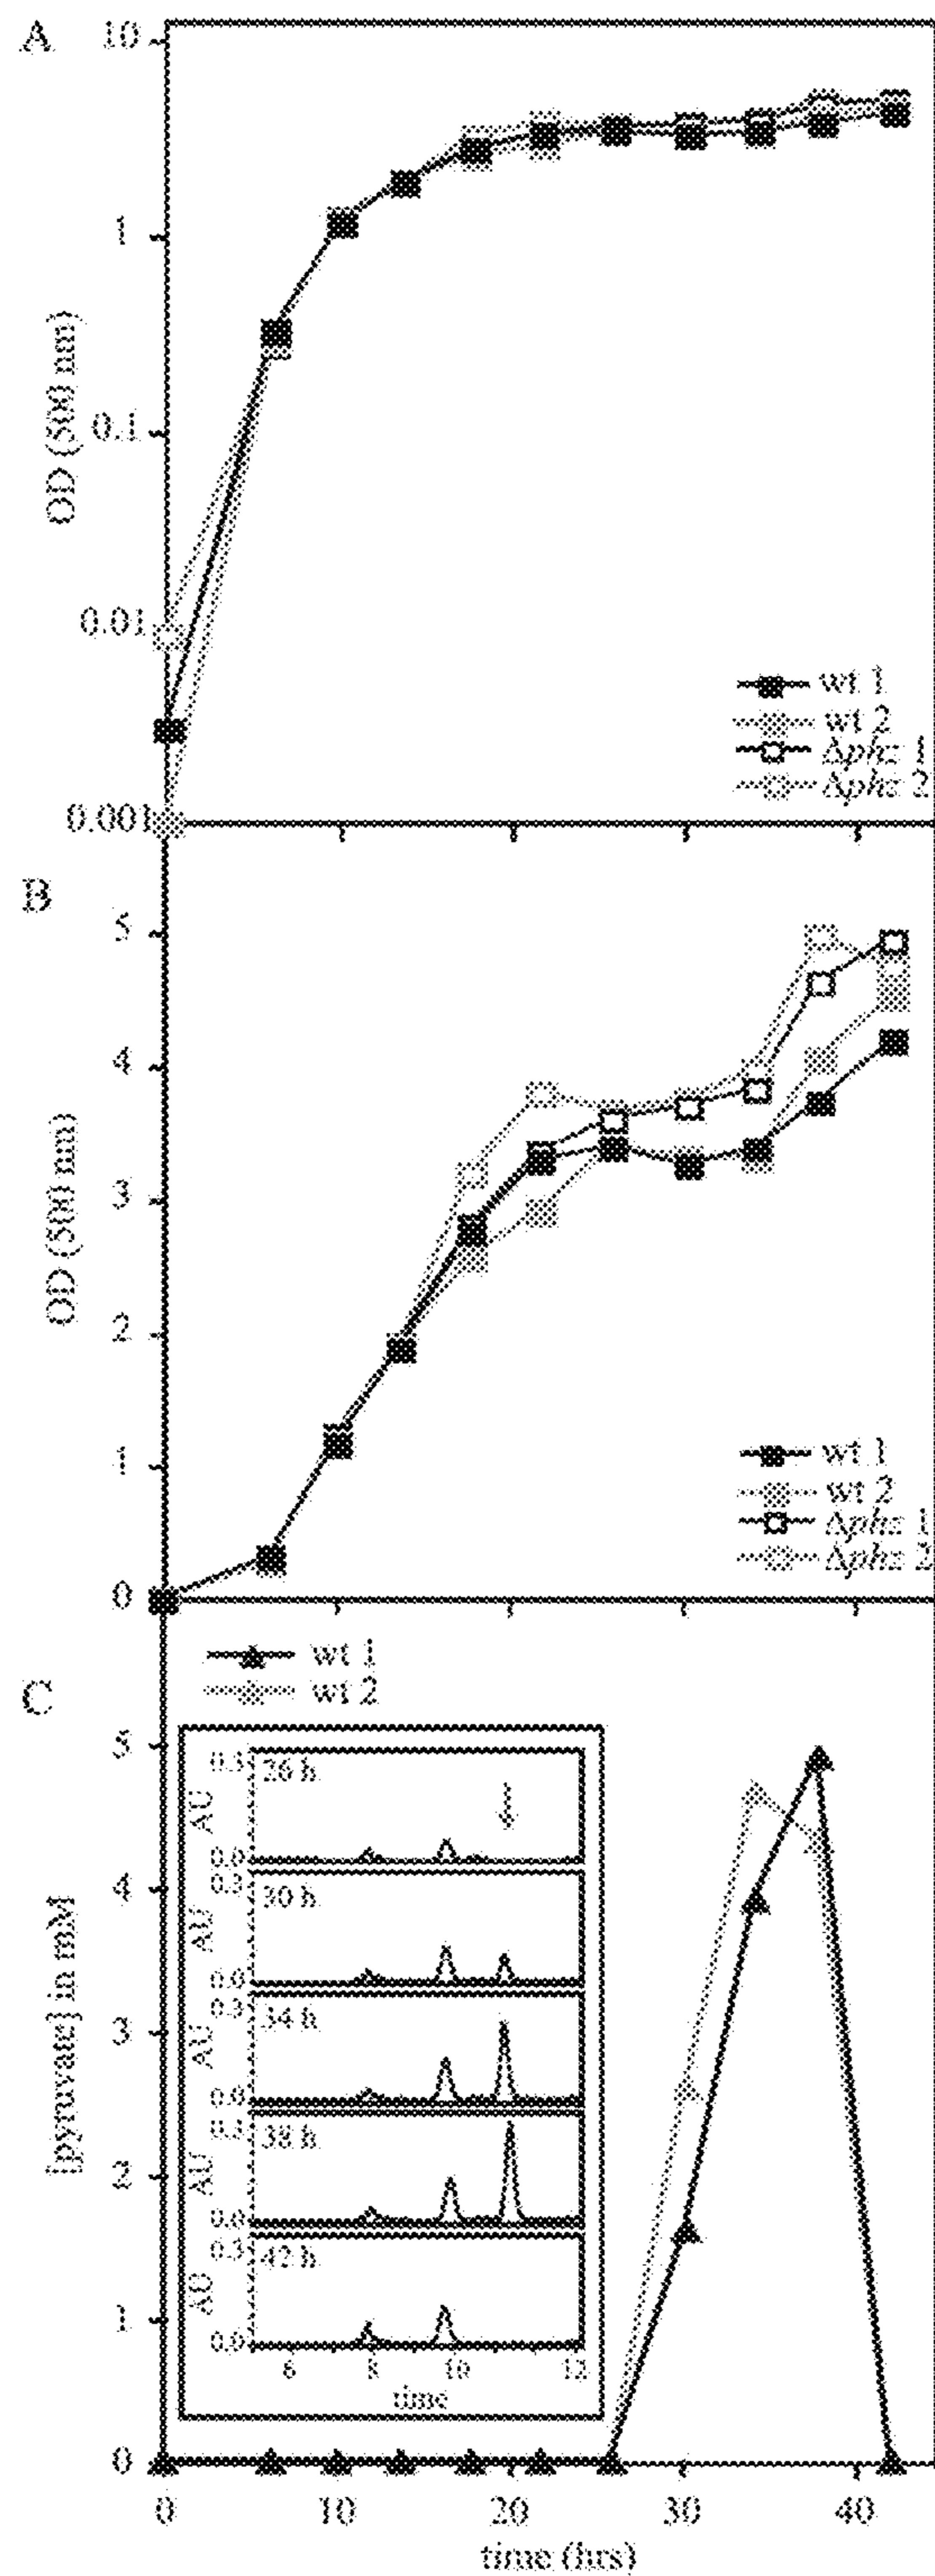 A
10
1
0.1
0.01
0.001
OD (500 nm)
wt 1
wt 2
Δphz 1
Δphz 2
B
5
4
3
2
1
0
OD (500 nm)
wt 1
wt 2
Δphz 1
Δphz 2
C
wt 1
wt 2
5
4
3
2
1
0
[pyruvate] in mM
0.3
26 h
AU
0.0
0.3
30 h
AU
0.0
0.3
34 h
AU
0.0
0.3
38 h
AU
0.0
0.3
42 h
AU
0.0
6 8 10 12
time
0 10 20 30 40
time (hrs)